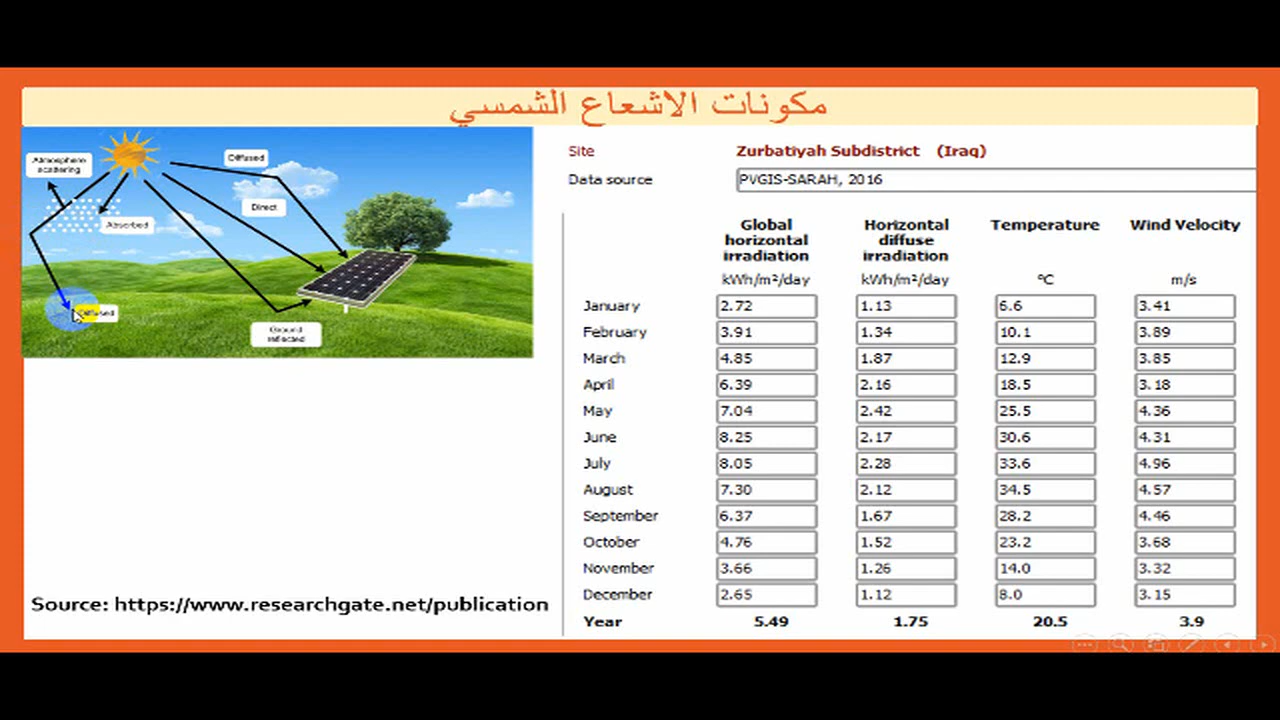 مكونات الاشعاع الشمسي
Atmosphere
scattering
Diffused
Direct
Absorbed
Diffused
Ground
reflected
Source: https://www.researchgate.net/publication
Site Zurbatiyah Subdistrict (Iraq)
Data source PVGIS-SARAH, 2016
Global horizontal irradiation Horizontal diffuse irradiation Temperature Wind Velocity
kWh/m²/day kWh/m²/day °C m/s
January 2.72 1.13 6.6 3.41
February 3.91 1.34 10.1 3.89
March 4.85 1.87 12.9 3.85
April 6.39 2.16 18.5 3.18
May 7.04 2.42 25.5 4.36
June 8.25 2.17 30.6 4.31
July 8.05 2.28 33.6 4.96
August 7.30 2.12 34.5 4.57
September 6.37 1.67 28.2 4.46
October 4.76 1.52 23.2 3.68
November 3.66 1.26 14.0 3.32
December 2.65 1.12 8.0 3.15
Year 5.49 1.75 20.5 3.9